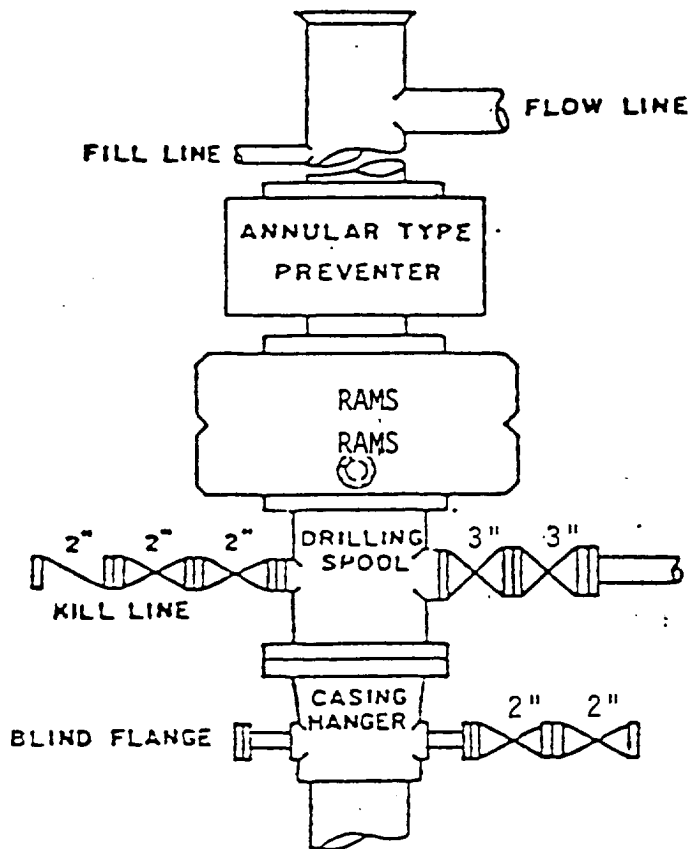 FLOW LINE
FILL LINE
ANNULAR TYPE
PREVENTER
RAMS
RAMS
2" 2" 2"
DRILLING
SPOOL
3" 3"
KILL LINE
CASING
HANGER
2" 2"
BLIND FLANGE